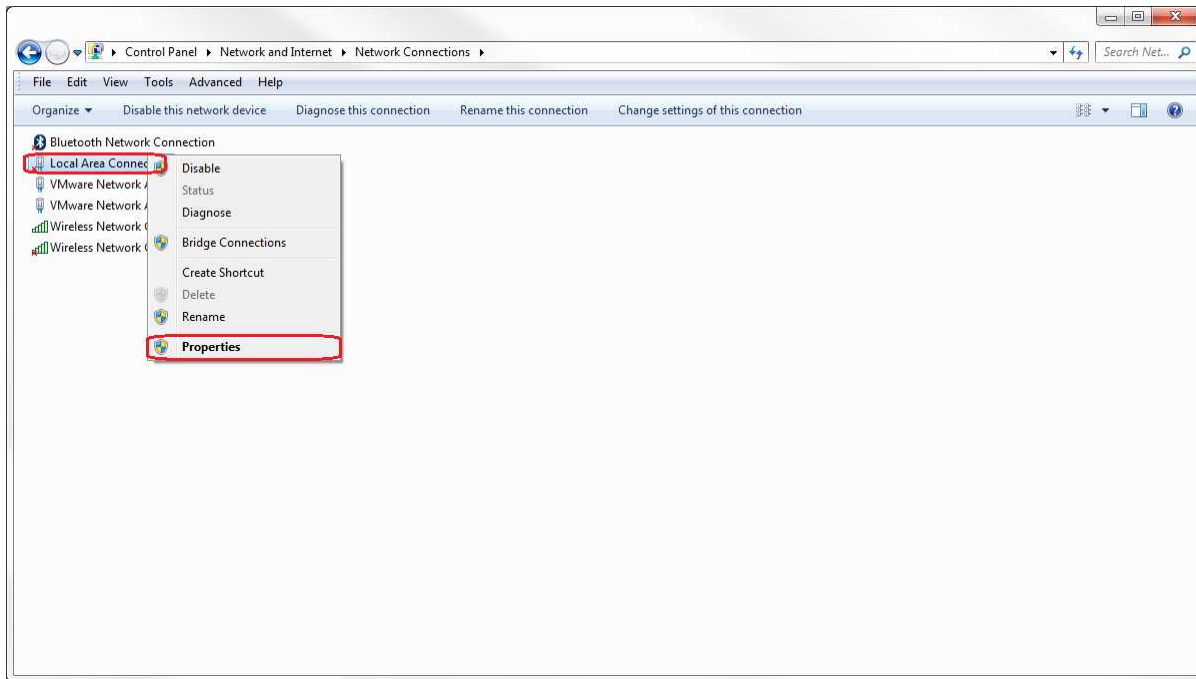 Control Panel Network and Internet Network Connections
Search Net...
File Edit View Tools Advanced Help
Organize Disable this network device Diagnose this connection Rename this connection Change settings of this connection
Bluetooth Network Connection
Local Area Connec
VMware Network
VMware Network
Wireless Network
Wireless Network
Disable
Status
Diagnose
Bridge Connections
Create Shortcut
Delete
Rename
Properties